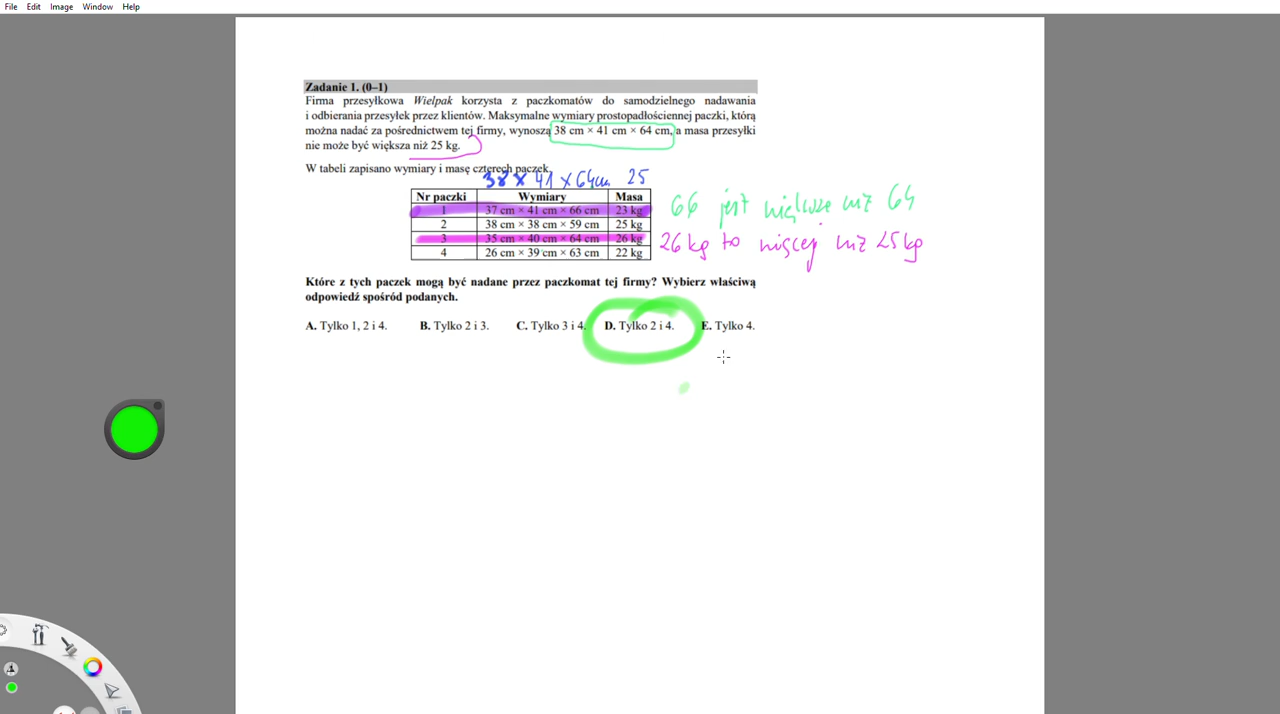 File Edit Image Window Help
Zadanie 1. (0–1)
Firma przesyłkowa Wielpak korzysta z paczkomatów do samodzielnego nadawania
i odbierania przesyłek przez klientów. Maksymalne wymiary prostopadłościennej paczki, którą
można nadać za pośrednictwem tej firmy, wynoszą 38 cm × 41 cm × 64 cm, a masa przesyłki
nie może być większa niż 25 kg.
W tabeli zapisano wymiary i masę czterech paczek.
38 × 41 × 64cm 25
Nr paczki Wymiary Masa
1 37 cm × 41 cm × 66 cm 23 kg 66 jest większe niż 64
2 38 cm × 38 cm × 59 cm 25 kg
3 35 cm × 40 cm × 64 cm 26 kg 26 kg to więcej niż 25 kg
4 26 cm × 39 cm × 63 cm 22 kg
Które z tych paczek mogą być nadane przez paczkomat tej firmy? Wybierz właściwą
odpowiedź spośród podanych.
A. Tylko 1, 2 i 4. B. Tylko 2 i 3. C. Tylko 3 i 4. D. Tylko 2 i 4. E. Tylko 4.